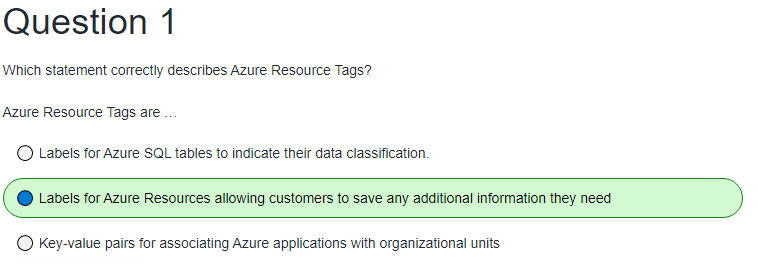 Question 1
Which statement correctly describes Azure Resource Tags?
Azure Resource Tags are ...
Labels for Azure SQL tables to indicate their data classification.
Labels for Azure Resources allowing customers to save any additional information they need
Key-value pairs for associating Azure applications with organizational units